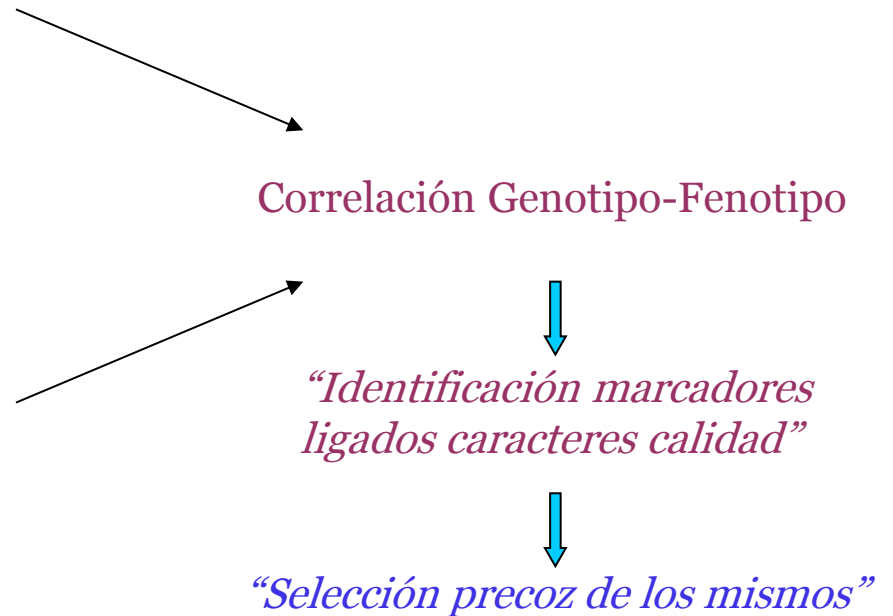 Correlación Genotipo-Fenotipo
“Identificación marcadores
ligados caracteres calidad”
“Selección precoz de los mismos”